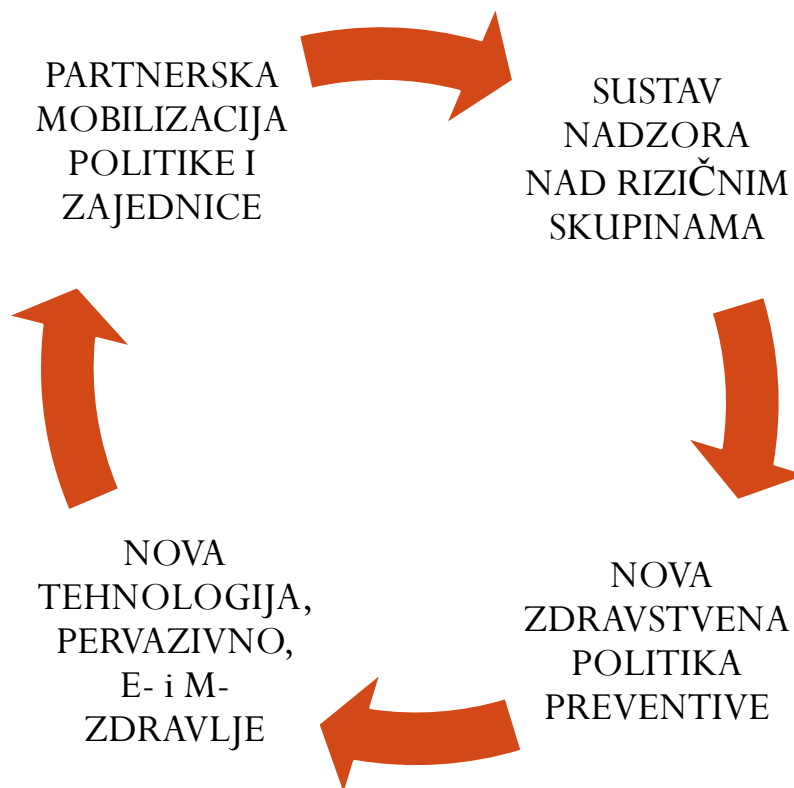 PARTNERSKA
MOBILIZACIJA
POLITIKE I
ZAJEDNICE
SUSTAV
NADZORA
NAD RIZIČNIM
SKUPINAMA
NOVA
ZDRAVSTVENA
POLITIKA
PREVENTIVE
NOVA
TEHNOLOGIJA,
PERVAZIVNO,
E- i M-
ZDRAVLJE